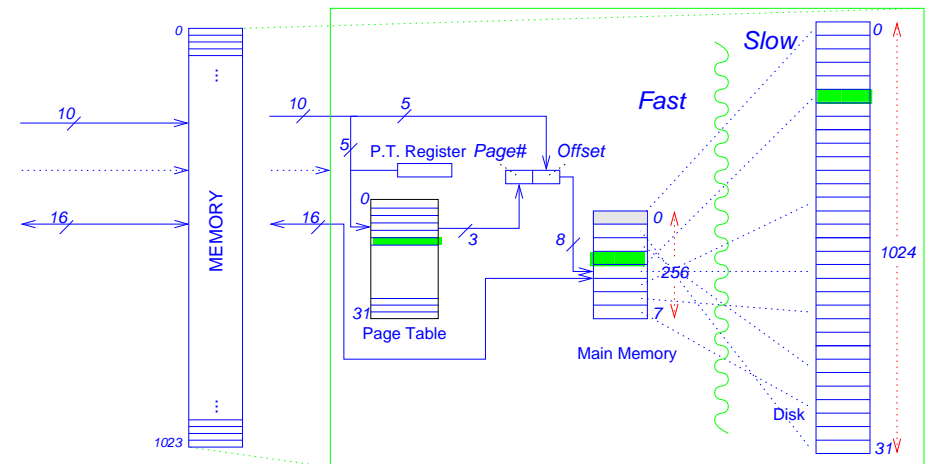 0
...
10
16
MEMORY
...
1023
10
5
5
P.T. Register
Page#
Offset
16
0
3
31
Page Table
8
0
256
7
Main Memory
Fast
Slow
0
1024
Disk
31